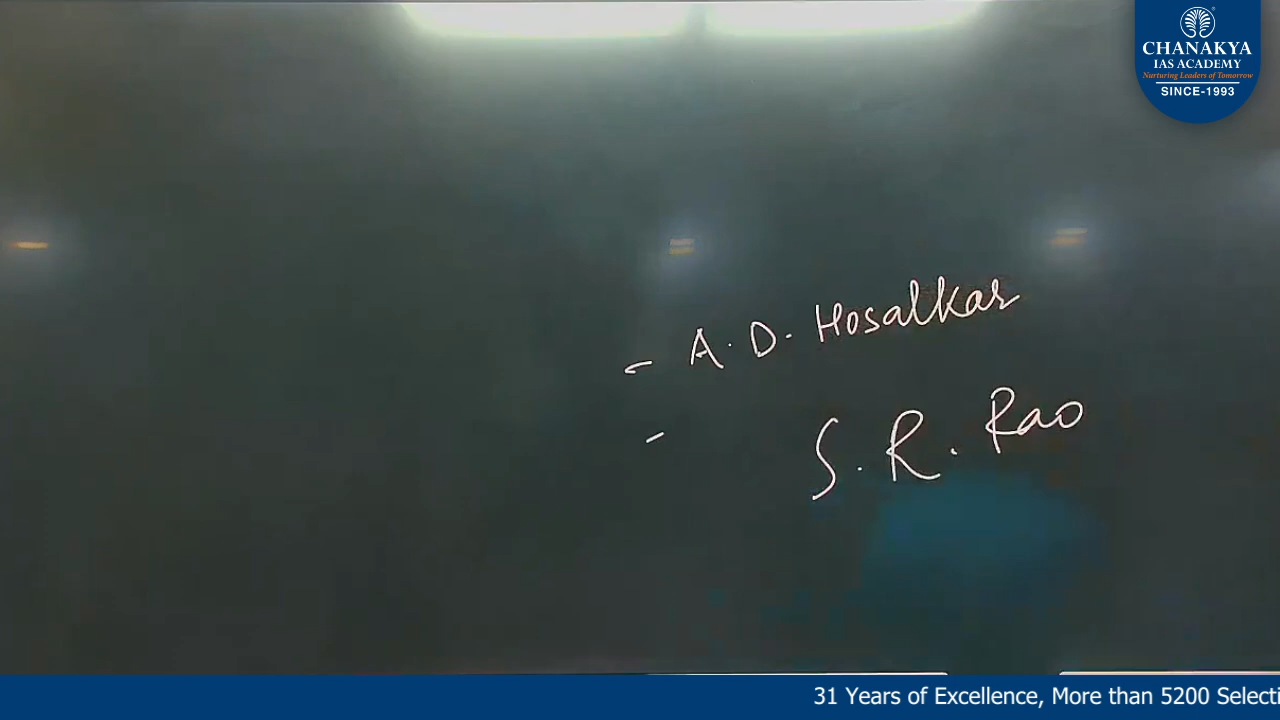 CHANAKYA
IAS ACADEMY
Nurturing Leaders of Tomorrow
SINCE-1993
- A. D. Hosalkar
- S. R. Rao
31 Years of Excellence, More than 5200 Selecti